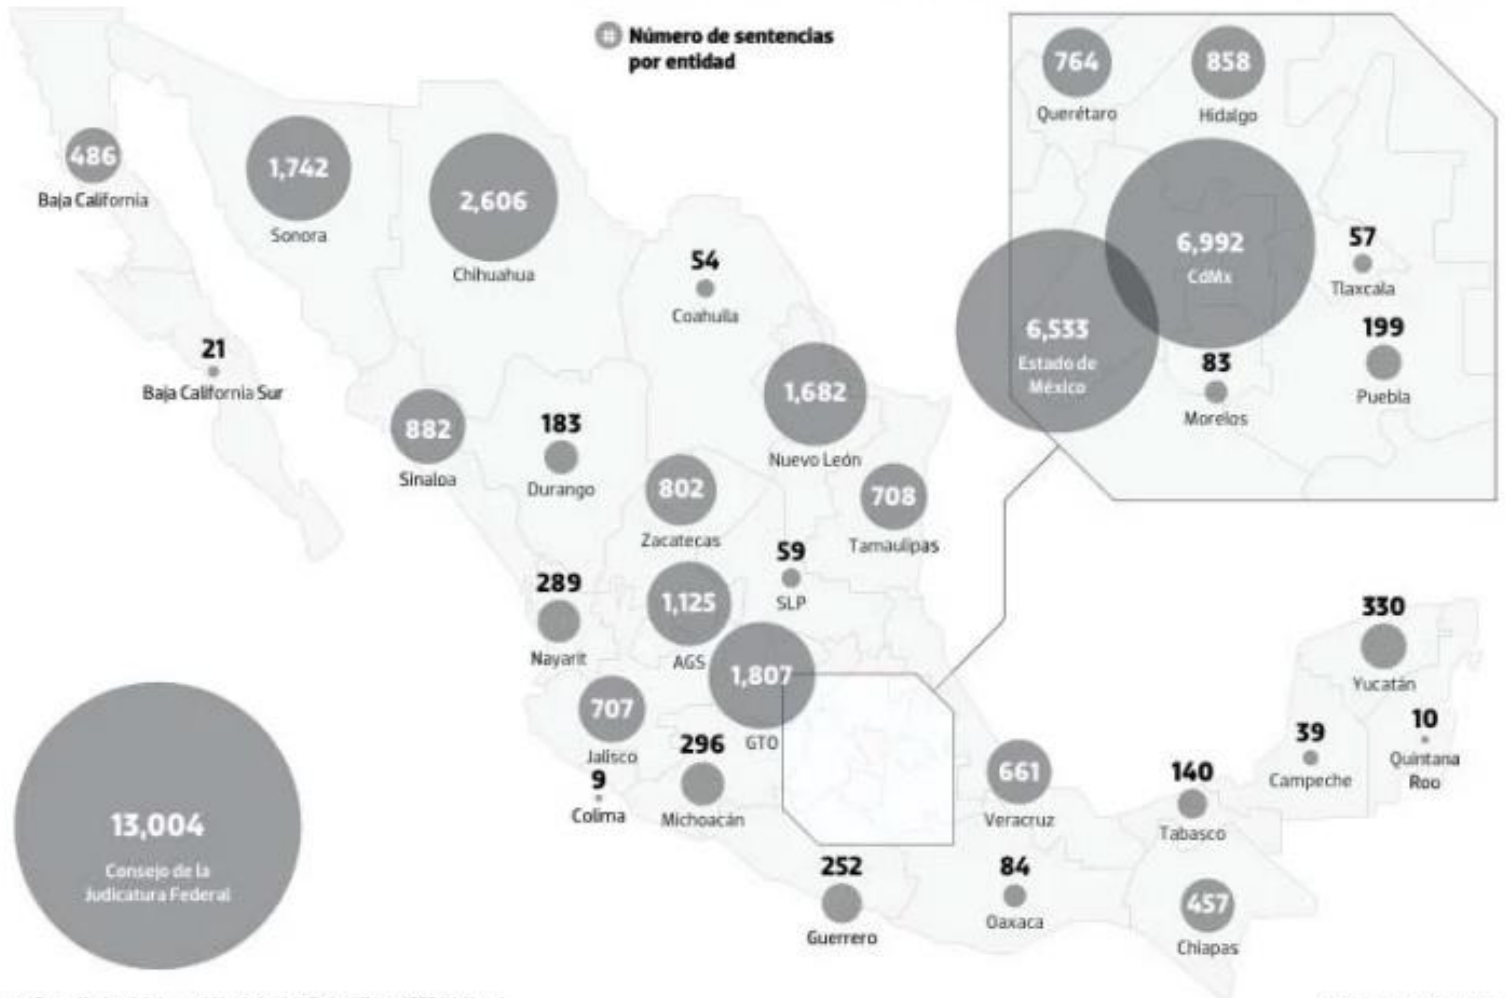 # Número de sentencias
por entidad
764
Querétaro
858
Hidalgo
486
Baja California
1,742
Sonora
2,606
Chihuahua
54
Coahuila
6,992
CdMx
57
Tlaxcala
6,533
Estado de
México
83
Morelos
199
Puebla
21
Baja California Sur
882
Sinaloa
183
Durango
1,682
Nuevo León
802
Zacatecas
708
Tamaulipas
59
SLP
289
Nayarit
1,125
AGS
1,807
GTO
707
Jalisco
9
Colima
296
Michoacán
330
Yucatán
10
Quintana
Roo
39
Campeche
661
Veracruz
140
Tabasco
13,004
Consejo de la
Judicatura Federal
252
Guerrero
84
Oaxaca
457
Chiapas